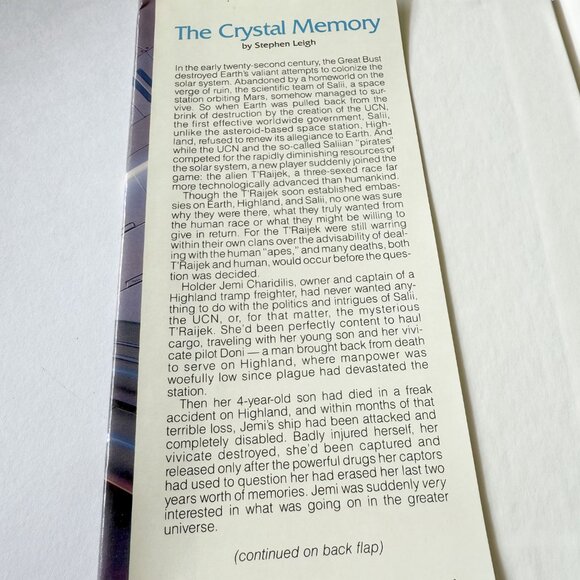 The Crystal Memory
by Stephen Leigh
In the early twenty-second century, the Great Bust
destroyed Earth's valiant attempts to colonize the
solar system. Abandoned by a homeworld on the
verge of ruin, the scientific team of Salii, a space
station orbiting Mars, somehow managed to sur-
vive. So when Earth was pulled back from the
brink of destruction by the creation of the UCN,
the first effective worldwide government, Salii,
unlike the asteroid-based space station, High-
land, refused to renew its allegiance to Earth. And
while the UCN and the so-called Saliian "pirates"
competed for the rapidly diminishing resources of
the solar system, a new player suddenly joined the
game: the alien T'Raijek, a three-sexed race far
more technologically advanced than humankind.
Though the T'Raijek soon established embas-
sies on Earth, Highland, and Salii, no one was sure
why they were there, what they truly wanted from
the human race or what they might be willing to
give in return. For the T'Raijek were still warring
within their own clans over the advisability of deal-
ing with the human "apes," and many deaths, both
T'Raijek and human, would occur before the ques-
tion was decided.
Holder Jemi Charidilis, owner and captain of a
Highland tramp freighter, had never wanted any-
thing to do with the politics and intrigues of Salii,
the UCN, or, for that matter, the mysterious
T'Raijek. She'd been perfectly content to haul
cargo, traveling with her young son and her vivi-
cate pilot Doni — a man brought back from death
to serve on Highland, where manpower was
woefully low since plague had devastated the
station.
Then her 4-year-old son had died in a freak
accident on Highland, and within months of that
terrible loss, Jemi's ship had been attacked and
completely disabled. Badly injured herself, her
vivicate destroyed, she'd been captured and
released only after the powerful drugs her captors
had used to question her had erased her last two
years worth of memories. Jemi was suddenly very
interested in what was going on in the greater
universe.
(continued on back flap)